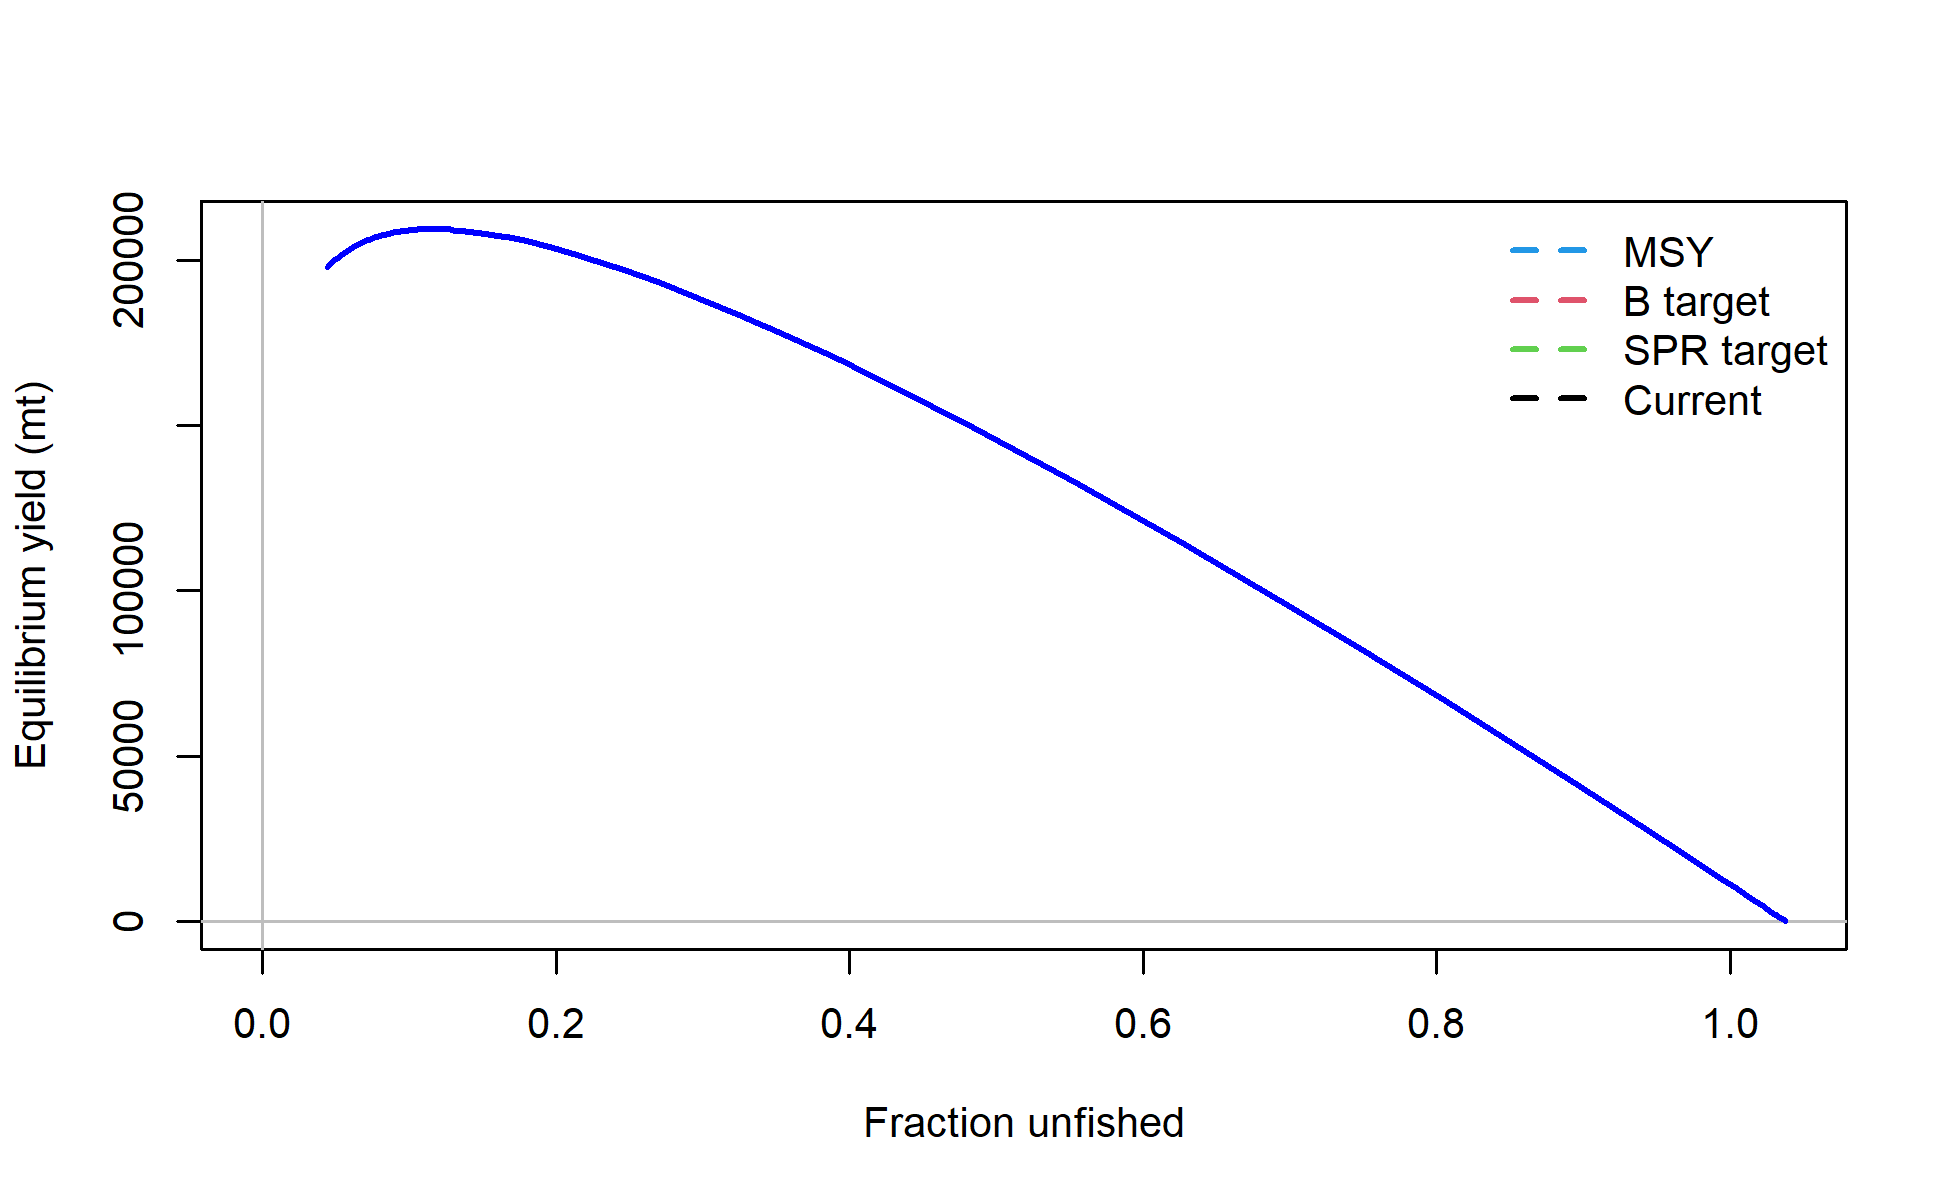 Equilibrium yield (mt)
200000
100000
50000
0
MSY
B target
SPR target
Current
0.0 0.2 0.4 0.6 0.8 1.0
Fraction unfished